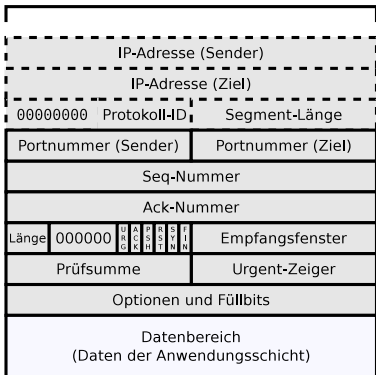 IP-Adresse (Sender)
IP-Adresse (Ziel)
00000000 Protokoll-ID Segment-Länge
Portnummer (Sender) Portnummer (Ziel)
Seq-Nummer
Ack-Nummer
Länge 000000 URG ACK PSH RST SYN FIN Empfangsfenster
Prüfsumme Urgent-Zeiger
Optionen und Füllbits
Datenbereich
(Daten der Anwendungsschicht)